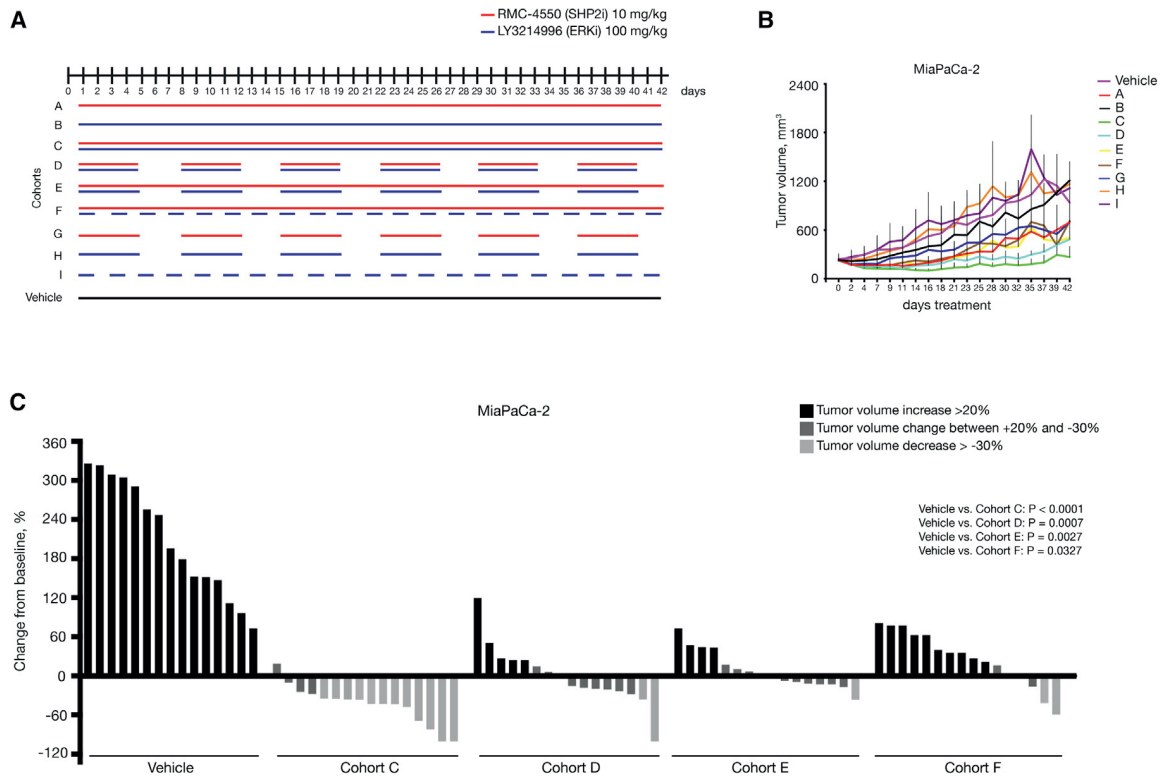 A
RMC-4550 (SHP2i) 10 mg/kg
LY3214996 (ERKi) 100 mg/kg
0 1 2 3 4 5 6 7 8 9 10 11 12 13 14 15 16 17 18 19 20 21 22 23 24 25 26 27 28 29 30 31 32 33 34 35 36 37 38 39 40 41 42 days
Cohorts
A
B
C
D
E
F
G
H
I
Vehicle
B
MiaPaCa-2
Tumor volume, mm³
2400
1800
1200
600
0
0 2 4 7 9 11 14 16 18 21 23 25 28 30 32 35 37 39 42
days treatment
Vehicle
A
B
C
D
E
F
G
H
I
C
MiaPaCa-2
Tumor volume increase >20%
Tumor volume change between +20% and -30%
Tumor volume decrease > -30%
Vehicle vs. Cohort C: P < 0.0001
Vehicle vs. Cohort D: P = 0.0007
Vehicle vs. Cohort E: P = 0.0027
Vehicle vs. Cohort F: P = 0.0327
Change from baseline, %
360
300
240
180
120
60
0
-60
-120
Vehicle Cohort C Cohort D Cohort E Cohort F